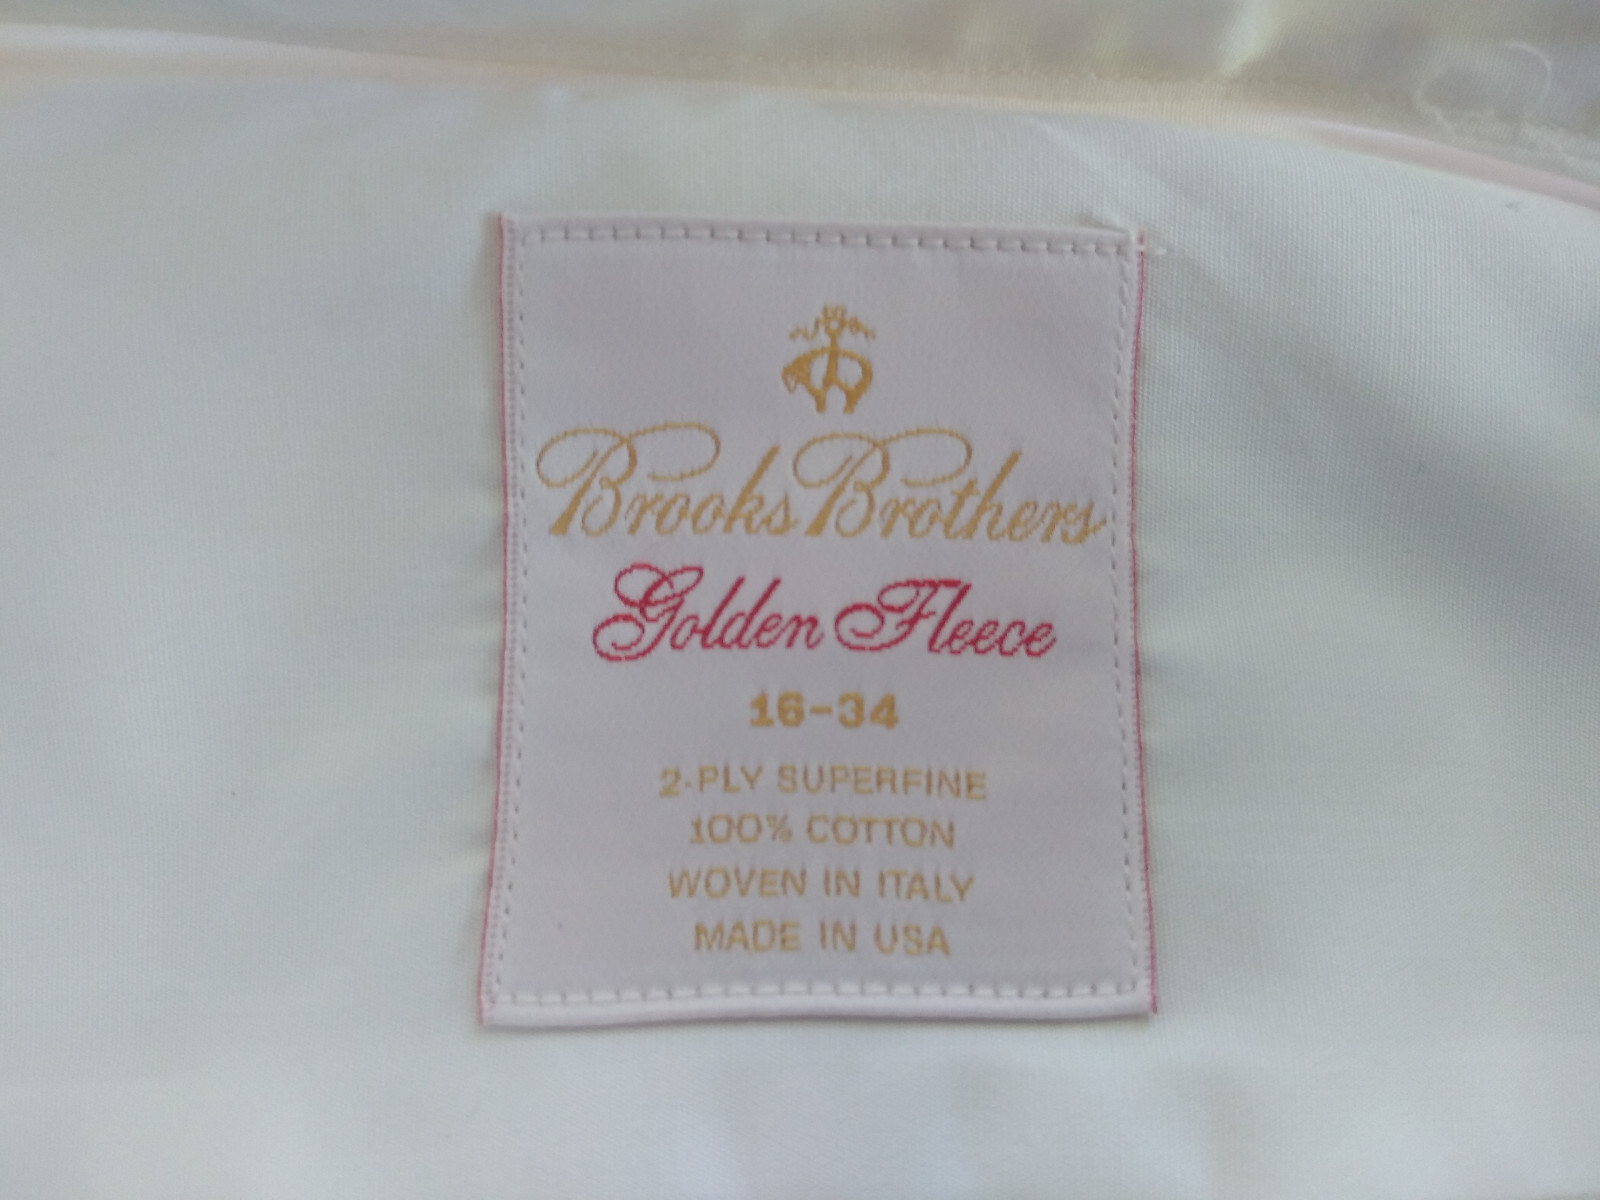 Brooks Brothers
Golden Fleece
16-34
2-PLY SUPERFINE
100% COTTON
WOVEN IN ITALY
MADE IN USA